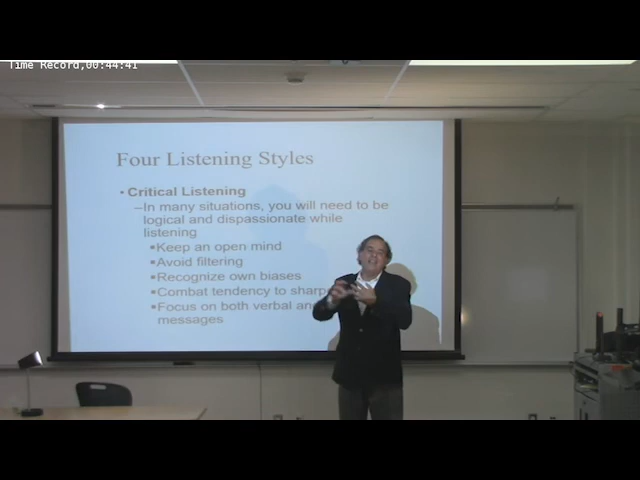 Time Record,00:44:41
Four Listening Styles
• Critical Listening
–In many situations, you will need to be
logical and dispassionate while
listening
▪Keep an open mind
▪Avoid filtering
▪Recognize own biases
▪Combat tendency to sharp
▪Focus on both verbal an
messages